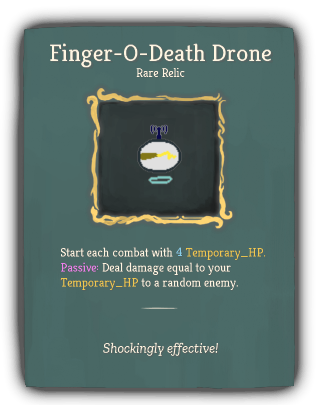 Finger-O-Death Drone
Rare Relic
Start each combat with 4 Temporary_HP.
Passive: Deal damage equal to your
Temporary_HP to a random enemy.
Shockingly effective!